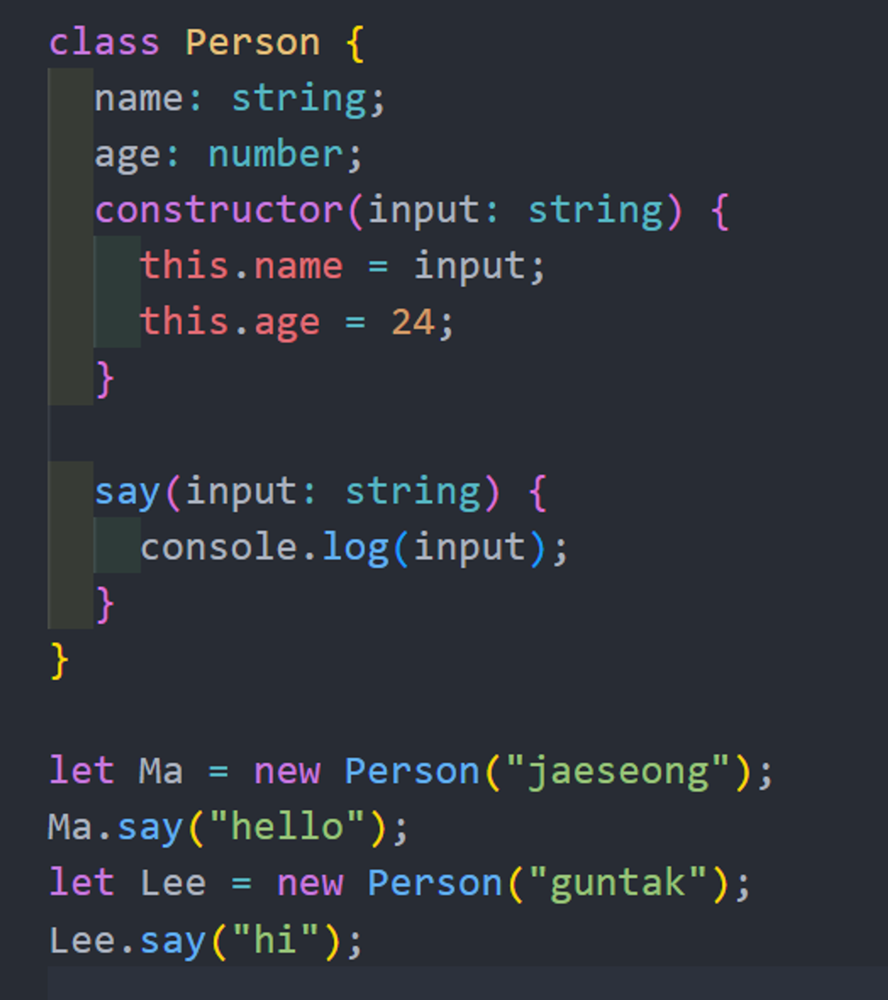 class Person {
  name: string;
  age: number;
  constructor(input: string) {
    this.name = input;
    this.age = 24;
  }

  say(input: string) {
    console.log(input);
  }
}

let Ma = new Person("jaeseong");
Ma.say("hello");
let Lee = new Person("guntak");
Lee.say("hi");